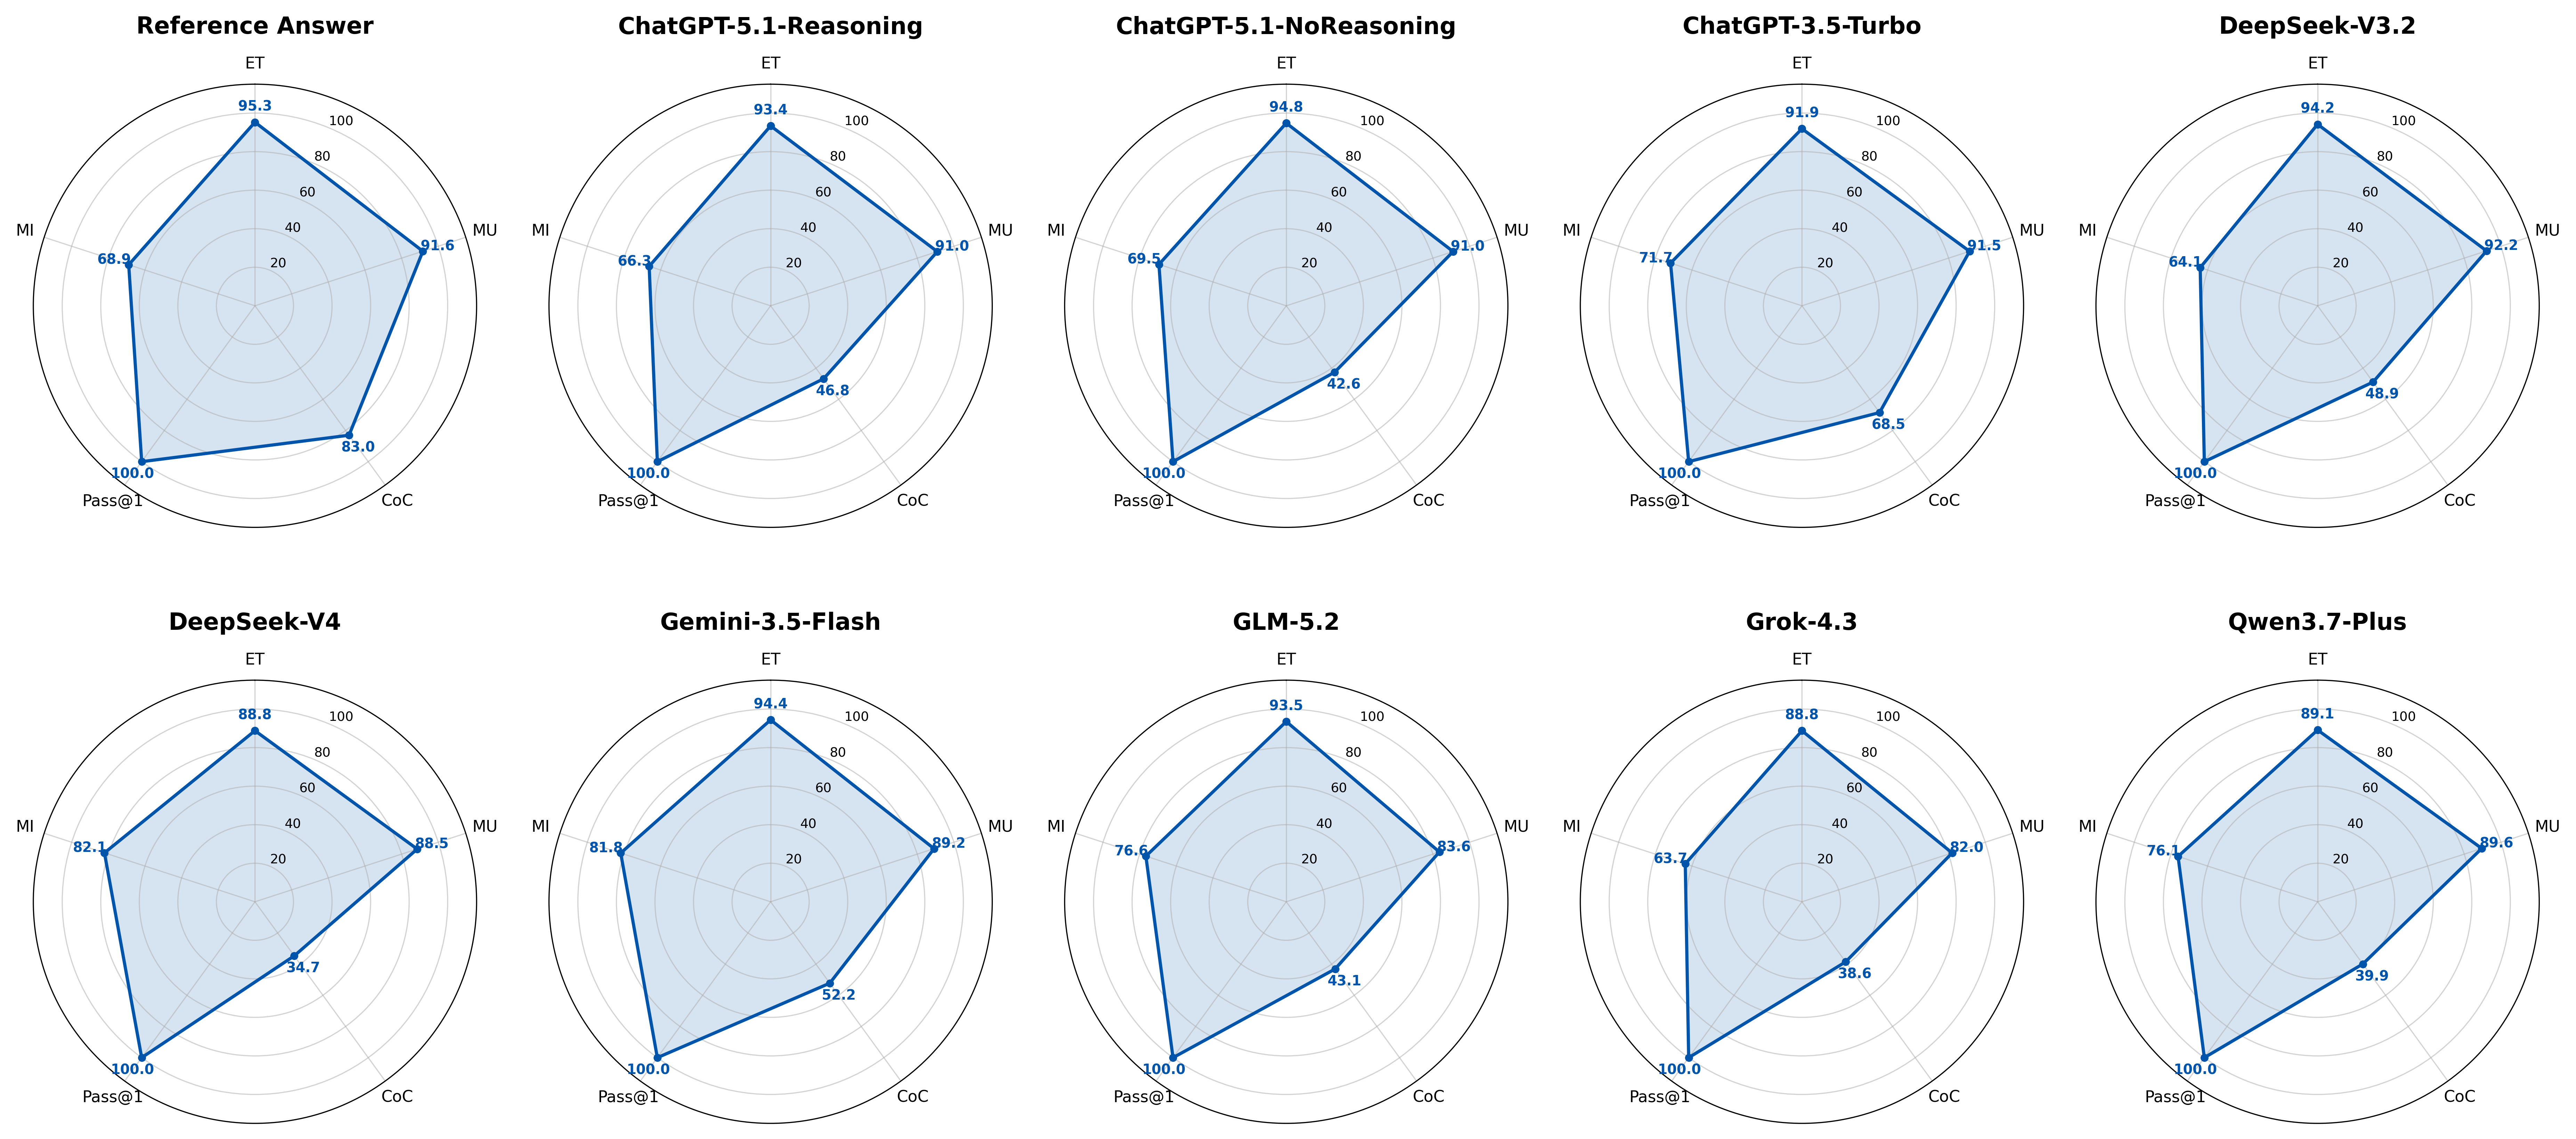 Reference Answer
ET
95.3
100
80
60
40
20
MI
68.9
MU
91.6
83.0
100.0
Pass@1
CoC
ChatGPT-5.1-Reasoning
ET
93.4
100
80
60
40
20
MI
66.3
MU
91.0
46.8
100.0
Pass@1
CoC
ChatGPT-5.1-NoReasoning
ET
94.8
100
80
60
40
20
MI
69.5
MU
91.0
42.6
100.0
Pass@1
CoC
ChatGPT-3.5-Turbo
ET
91.9
100
80
60
40
20
MI
71.7
MU
91.5
68.5
100.0
Pass@1
CoC
DeepSeek-V3.2
ET
94.2
100
80
60
40
20
MI
64.1
MU
92.2
48.9
100.0
Pass@1
CoC
DeepSeek-V4
ET
88.8
100
80
60
40
20
MI
82.1
MU
88.5
34.7
100.0
Pass@1
CoC
Gemini-3.5-Flash
ET
94.4
100
80
60
40
20
MI
81.8
MU
89.2
52.2
100.0
Pass@1
CoC
GLM-5.2
ET
93.5
100
80
60
40
20
MI
76.6
MU
83.6
43.1
100.0
Pass@1
CoC
Grok-4.3
ET
88.8
100
80
60
40
20
MI
63.7
MU
82.0
38.6
100.0
Pass@1
CoC
Qwen3.7-Plus
ET
89.1
100
80
60
40
20
MI
76.1
MU
89.6
39.9
100.0
Pass@1
CoC